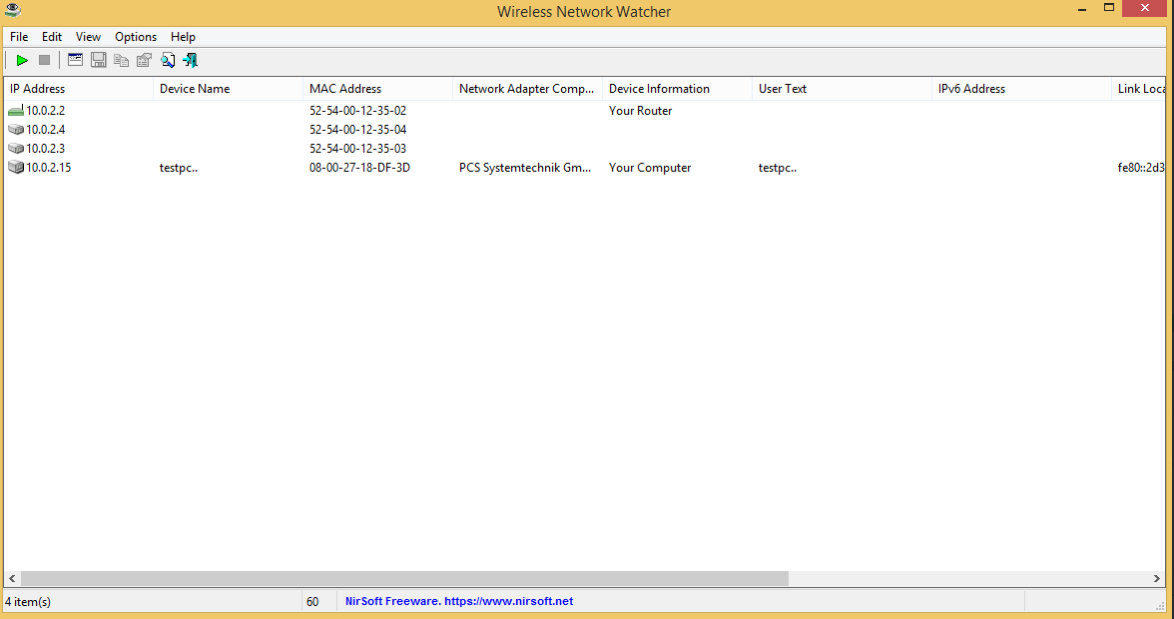 Wireless Network Watcher
File Edit View Options Help
IP Address Device Name MAC Address Network Adapter Comp... Device Information User Text IPv6 Address Link Loca
10.0.2.2 52-54-00-12-35-02 Your Router
10.0.2.4 52-54-00-12-35-04
10.0.2.3 52-54-00-12-35-03
10.0.2.15 testpc.. 08-00-27-18-DF-3D PCS Systemtechnik Gm... Your Computer testpc.. fe80::2d3
4 item(s) 60 NirSoft Freeware. https://www.nirsoft.net